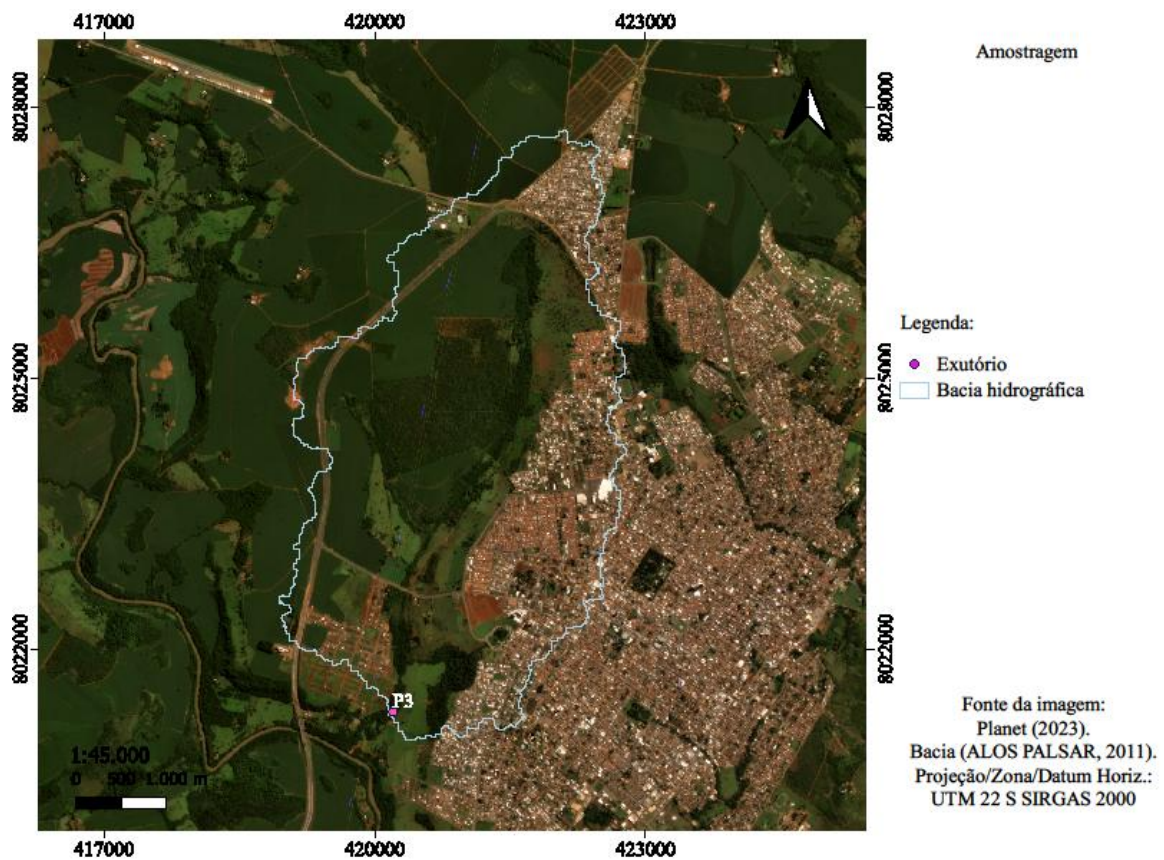 417000 420000 423000
Amostragem
8028000 8028000
Legenda:
Exutório
8025000 8025000
Bacia hidrográfica
8022000 8022000
P3
Fonte da imagem:
Planet (2023).
Bacia (ALOS PALSAR, 2011).
Projeção/Zona/Datum Horiz.:
UTM 22 S SIRGAS 2000
1:45.000
0 500 1.000 m
417000 420000 423000